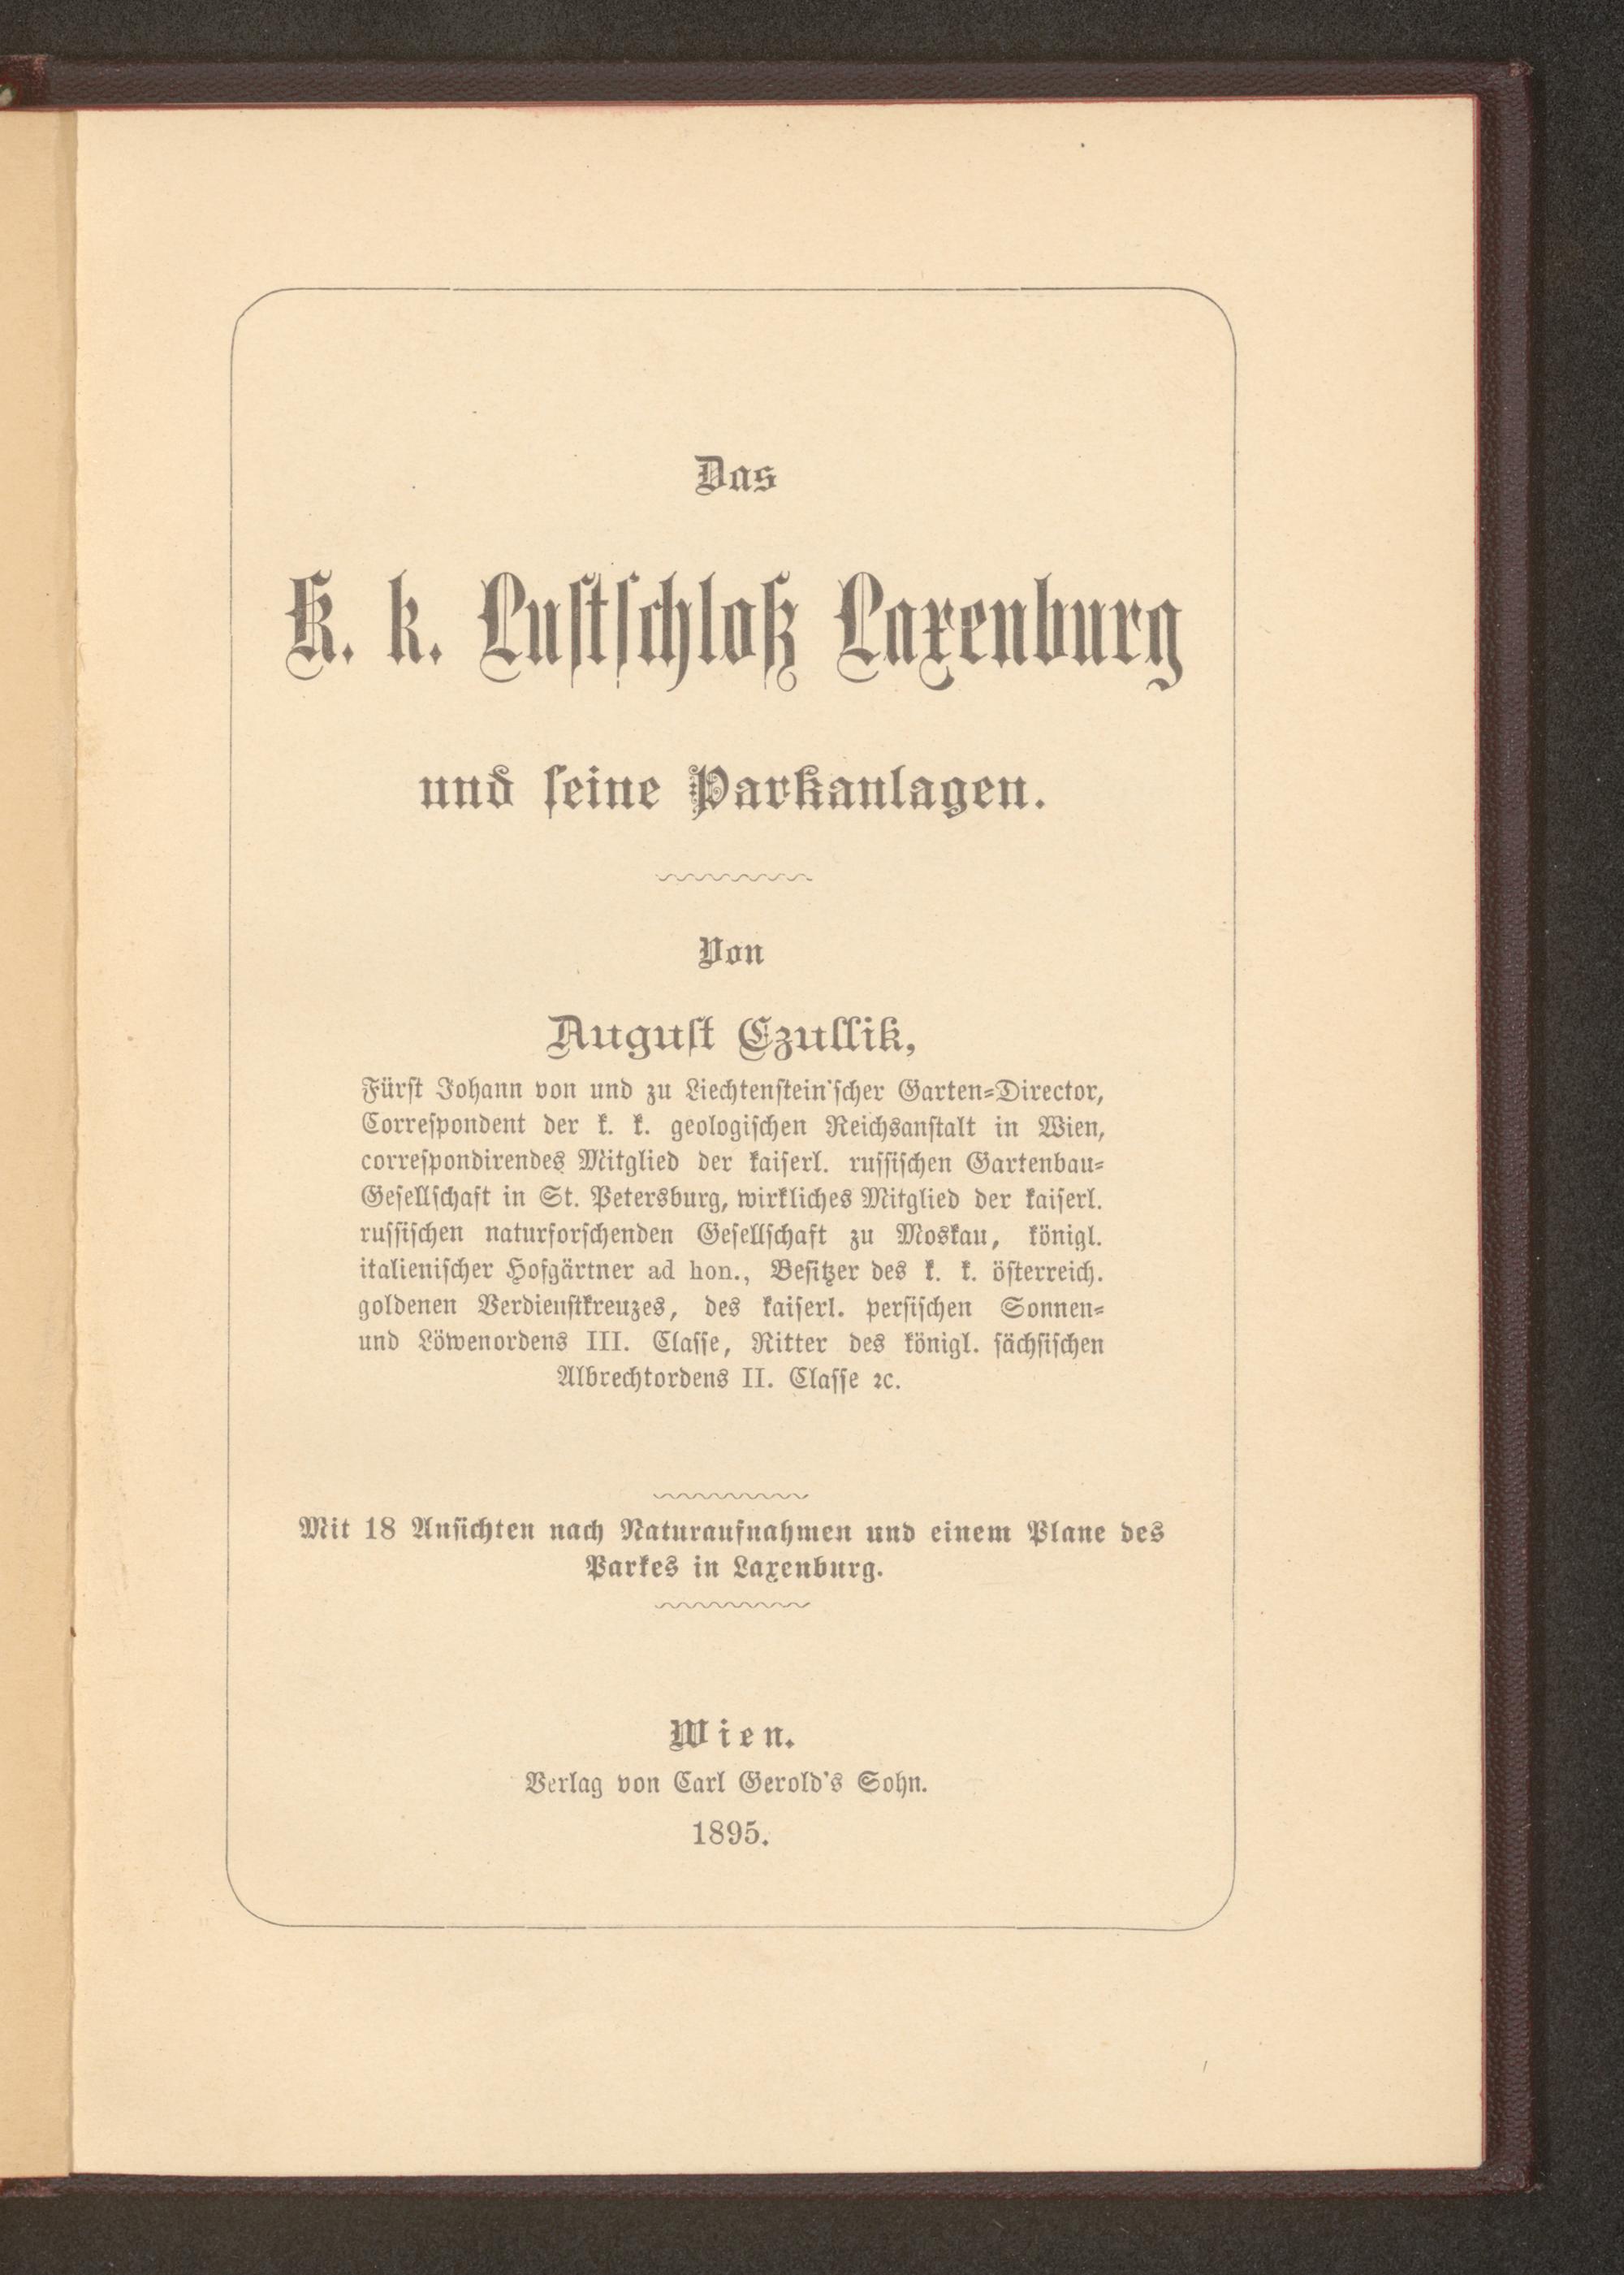 Das
K. k. Lustschloß Laxenburg
und seine Parkanlagen.
Von
August Czullik,
Fürst Johann von und zu Liechtenstein'scher Garten-Director,
Correspondent der k. k. geologischen Reichsanstalt in Wien,
correspondirendes Mitglied der kaiserl. russischen Gartenbau-
Gesellschaft in St. Petersburg, wirkliches Mitglied der kaiserl.
russischen naturforschenden Gesellschaft zu Moskau, königl.
italienischer Hofgärtner ad hon., Besitzer des k. k. österreich.
goldenen Verdienstkreuzes, des kaiserl. persischen Sonnen-
und Löwenordens III. Classe, Ritter des königl. sächsischen
Albrechtordens II. Classe ꝛc.
Mit 18 Ansichten nach Naturaufnahmen und einem Plane des
Parkes in Laxenburg.
Wien.
Verlag von Carl Gerold's Sohn.
1895.